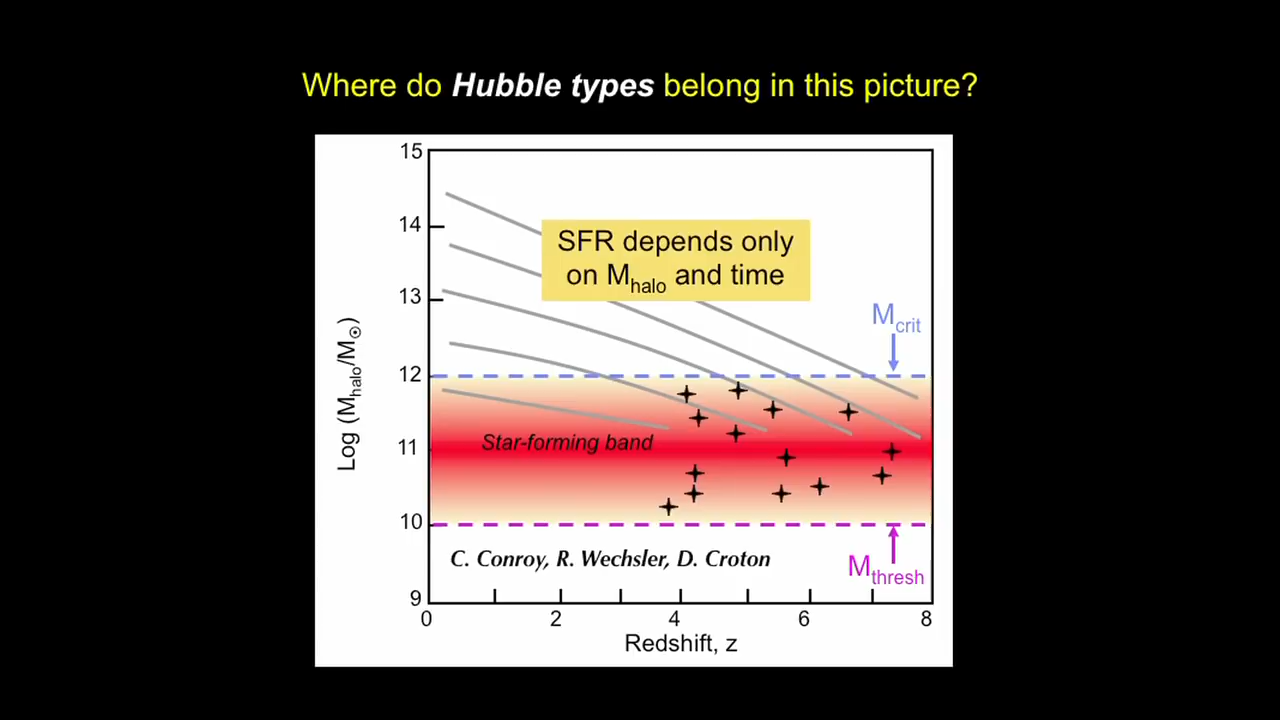 Where do Hubble types belong in this picture?
15
14
13
12
11
10
9
Log (Mhalo/M☉)
SFR depends only
on Mhalo and time
Mcrit
Star-forming band
C. Conroy, R. Wechsler, D. Croton
Mthresh
0 2 4 6 8
Redshift, z